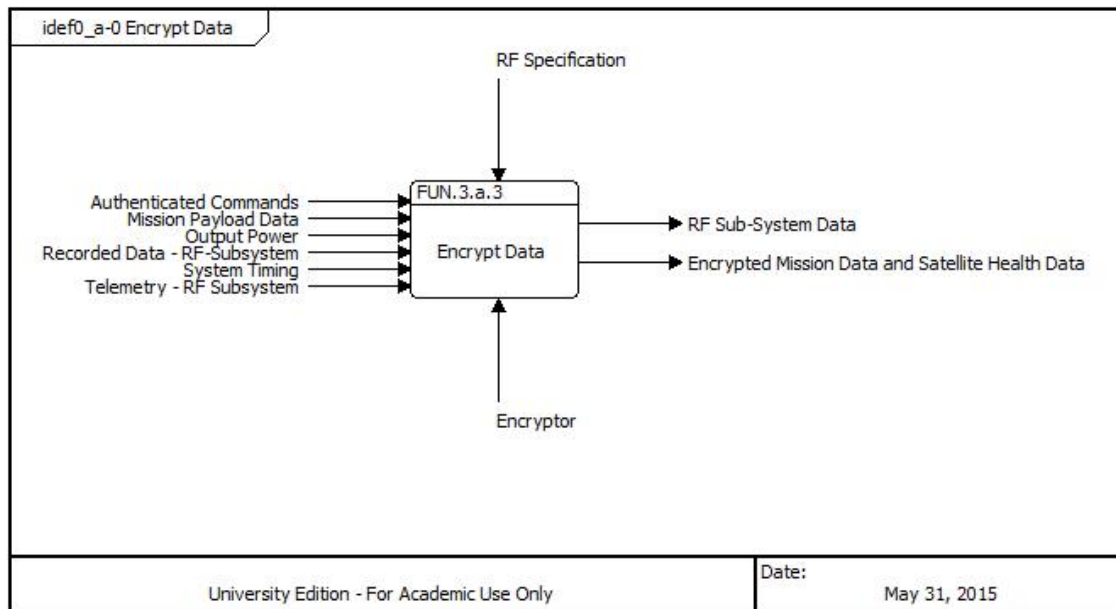 idef0_a-0 Encrypt Data
RF Specification
FUN.3.a.3
Encrypt Data
Authenticated Commands
Mission Payload Data
Output Power
Recorded Data - RF-Subsystem
System Timing
Telemetry - RF Subsystem
RF Sub-System Data
Encrypted Mission Data and Satellite Health Data
Encryptor
University Edition - For Academic Use Only
Date:
May 31, 2015